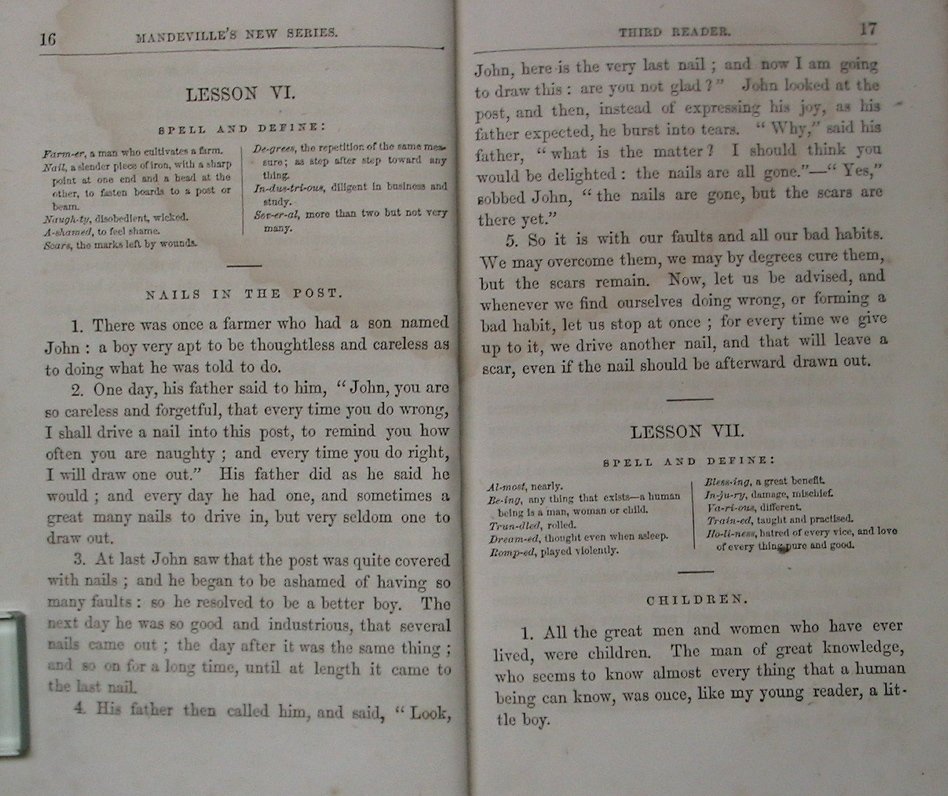 16
MANDEVILLE'S NEW SERIES.
LESSON VI.
SPELL AND DEFINE:
Farm-er, a man who cultivates a farm.
Nail, a slender piece of iron, with a sharp
point at one end and a head at the
other, to fasten boards to a post or
beam.
Naugh-ty, disobedient, wicked.
A-shamed, to feel shame.
Scars, the marks left by wounds.
De-grees, the repetition of the same mea-
sure; as step after step toward any
thing.
In-dus-tri-ous, diligent in business and
study.
Sev-er-al, more than two but not very
many.
NAILS IN THE POST.
1. There was once a farmer who had a son named
John : a boy very apt to be thoughtless and careless as
to doing what he was told to do.
2. One day, his father said to him, “John, you are
so careless and forgetful, that every time you do wrong,
I shall drive a nail into this post, to remind you how
often you are naughty ; and every time you do right,
I will draw one out.” His father did as he said he
would ; and every day he had one, and sometimes a
great many nails to drive in, but very seldom one to
draw out.
3. At last John saw that the post was quite covered
with nails ; and he began to be ashamed of having so
many faults : so he resolved to be a better boy. The
next day he was so good and industrious, that several
nails came out ; the day after it was the same thing ;
and so on for a long time, until at length it came to
the last nail.
4. His father then called him, and said, “Look,
THIRD READER.
17
John, here is the very last nail ; and now I am going
to draw this : are you not glad ?” John looked at the
post, and then, instead of expressing his joy, as his
father expected, he burst into tears. “Why,” said his
father, “what is the matter? I should think you
would be delighted : the nails are all gone.”—“Yes,”
sobbed John, “the nails are gone, but the scars are
there yet.”
5. So it is with our faults and all our bad habits.
We may overcome them, we may by degrees cure them,
but the scars remain. Now, let us be advised, and
whenever we find ourselves doing wrong, or forming a
bad habit, let us stop at once ; for every time we give
up to it, we drive another nail, and that will leave a
scar, even if the nail should be afterward drawn out.
LESSON VII.
SPELL AND DEFINE:
Al-most, nearly.
Be-ing, any thing that exists—a human
being is a man, woman or child.
Trun-dled, rolled.
Dream-ed, thought even when asleep.
Romp-ed, played violently.
Bless-ing, a great benefit.
In-ju-ry, damage, mischief.
Va-ri-ous, different.
Train-ed, taught and practised.
Ho-li-ness, hatred of every vice, and love
of every thing pure and good.
CHILDREN.
1. All the great men and women who have ever
lived, were children. The man of great knowledge,
who seems to know almost every thing that a human
being can know, was once, like my young reader, a lit-
tle boy.